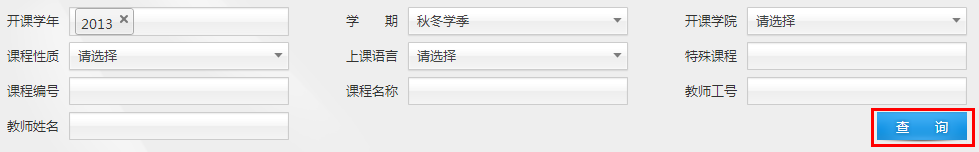 开课学年 2013 × 学 期 秋冬学季 开课学院 请选择
课程性质 请选择 上课语言 请选择 特殊课程
课程编号 课程名称 教师工号
教师姓名 查 询